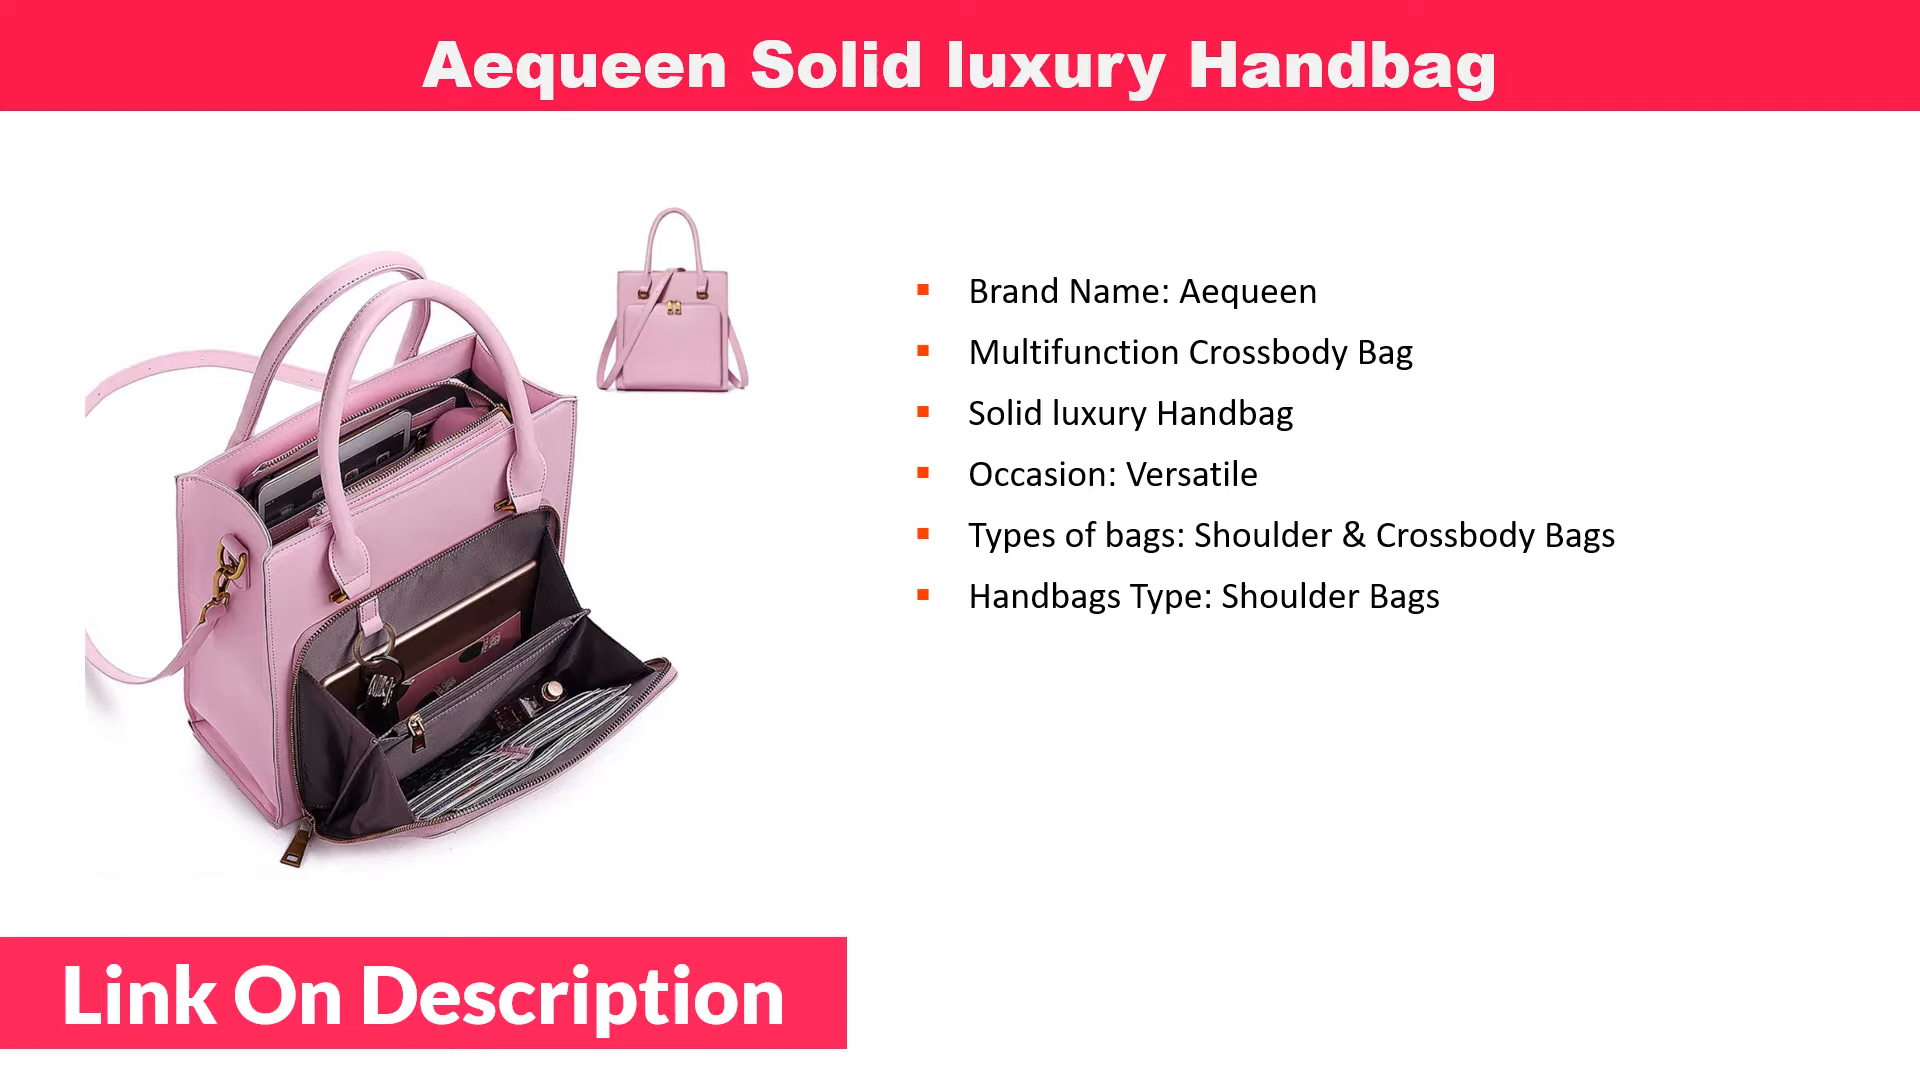 Aequeen Solid luxury Handbag
Brand Name: Aequeen
Multifunction Crossbody Bag
Solid luxury Handbag
Occasion: Versatile
Types of bags: Shoulder & Crossbody Bags
Handbags Type: Shoulder Bags
Link On Description